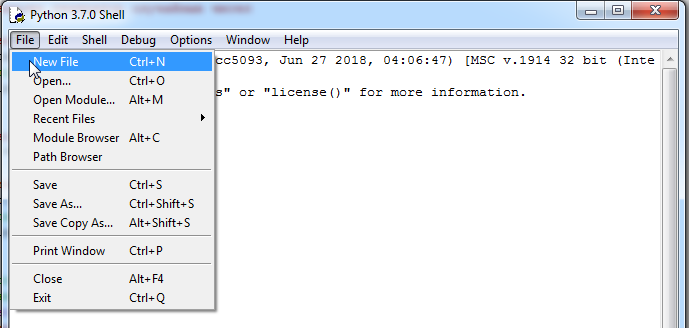 Python 3.7.0 Shell
File Edit Shell Debug Options Window Help
New File Ctrl+N
cc5093, Jun 27 2018, 04:06:47) [MSC v.1914 32 bit (Inte
Open... Ctrl+O
s" or "license()" for more information.
Open Module... Alt+M
Recent Files
Module Browser Alt+C
Path Browser
Save Ctrl+S
Save As... Ctrl+Shift+S
Save Copy As... Alt+Shift+S
Print Window Ctrl+P
Close Alt+F4
Exit Ctrl+Q